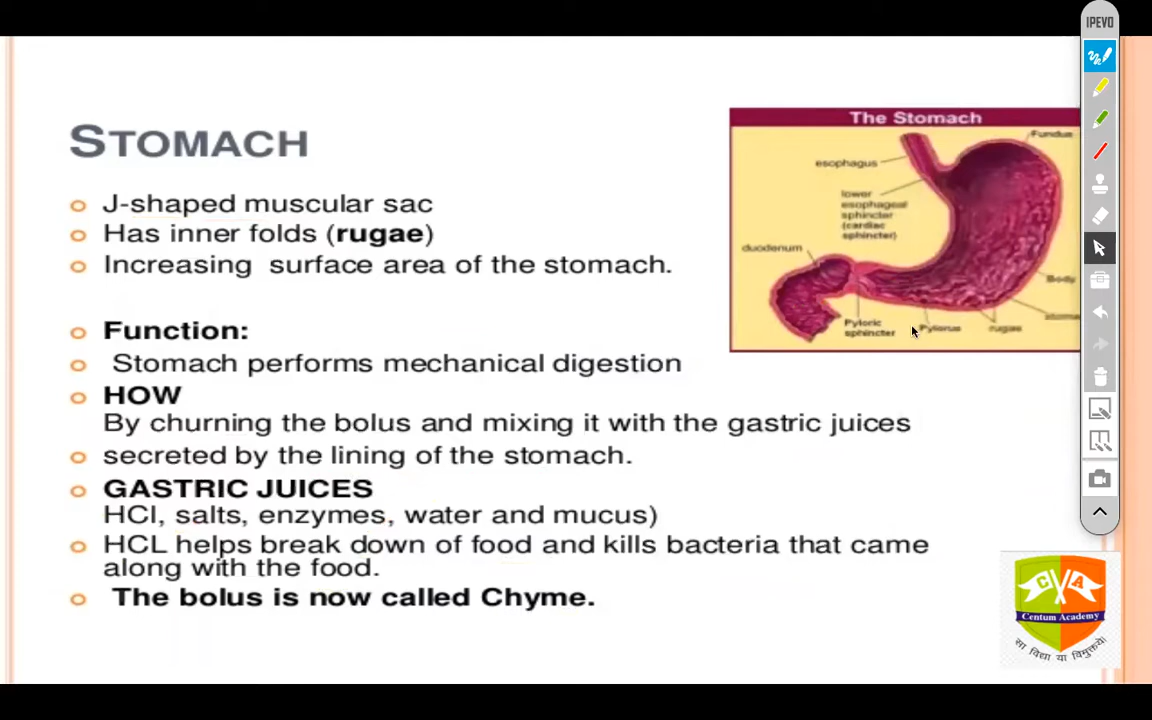 IPEVO
STOMACH
The Stomach
Fundus
esophagus
lower
esophageal
sphincter
(cardiac
sphincter)
duodenum
Body
Pyloric
sphincter
Pylorus
rugae
J-shaped muscular sac
Has inner folds (rugae)
Increasing surface area of the stomach.
Function:
Stomach performs mechanical digestion
HOW
By churning the bolus and mixing it with the gastric juices
secreted by the lining of the stomach.
GASTRIC JUICES
HCl, salts, enzymes, water and mucus)
HCL helps break down of food and kills bacteria that came
along with the food.
The bolus is now called Chyme.
C A
Centum Academy
सा विद्या या विमुक्तये